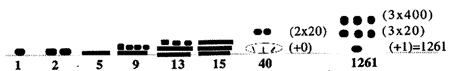 (3x400)
(2x20) (3x20)
(+0) (+1)=1261
1 2 5 9 13 15 40 1261